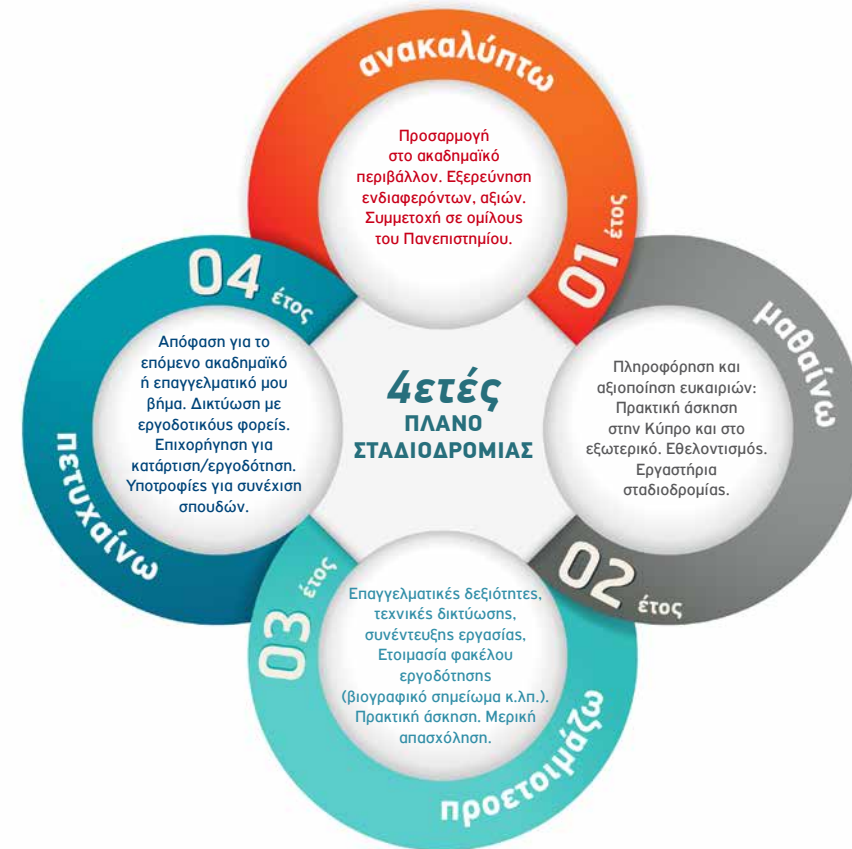 ανακαλύπτω
Προσαρμογή
στο ακαδημαϊκό
περιβάλλον. Εξερεύνηση
ενδιαφερόντων, αξιών.
Συμμετοχή σε ομίλους
του Πανεπιστημίου.
01 έτος
μαθαίνω
Πληροφόρηση και
αξιοποίηση ευκαιριών:
Πρακτική άσκηση
στην Κύπρο και στο
εξωτερικό. Εθελοντισμός.
Εργαστήρια
σταδιοδρομίας.
02 έτος
4ετές
ΠΛΑΝΟ
ΣΤΑΔΙΟΔΡΟΜΙΑΣ
03 έτος
Επαγγελματικές δεξιότητες,
τεχνικές δικτύωσης,
συνέντευξης εργασίας,
Ετοιμασία φακέλου
εργοδότησης
(βιογραφικό σημείωμα κ.λπ.).
Πρακτική άσκηση. Μερική
απασχόληση.
προετοιμάζω
04 έτος
Απόφαση για το
επόμενο ακαδημαϊκό
ή επαγγελματικό μου
βήμα. Δικτύωση με
εργοδοτικόυς φορείς.
Επιχορήγηση για
κατάρτιση/εργοδότηση.
Υποτροφίες για συνέχιση
σπουδών.
πετυχαίνω